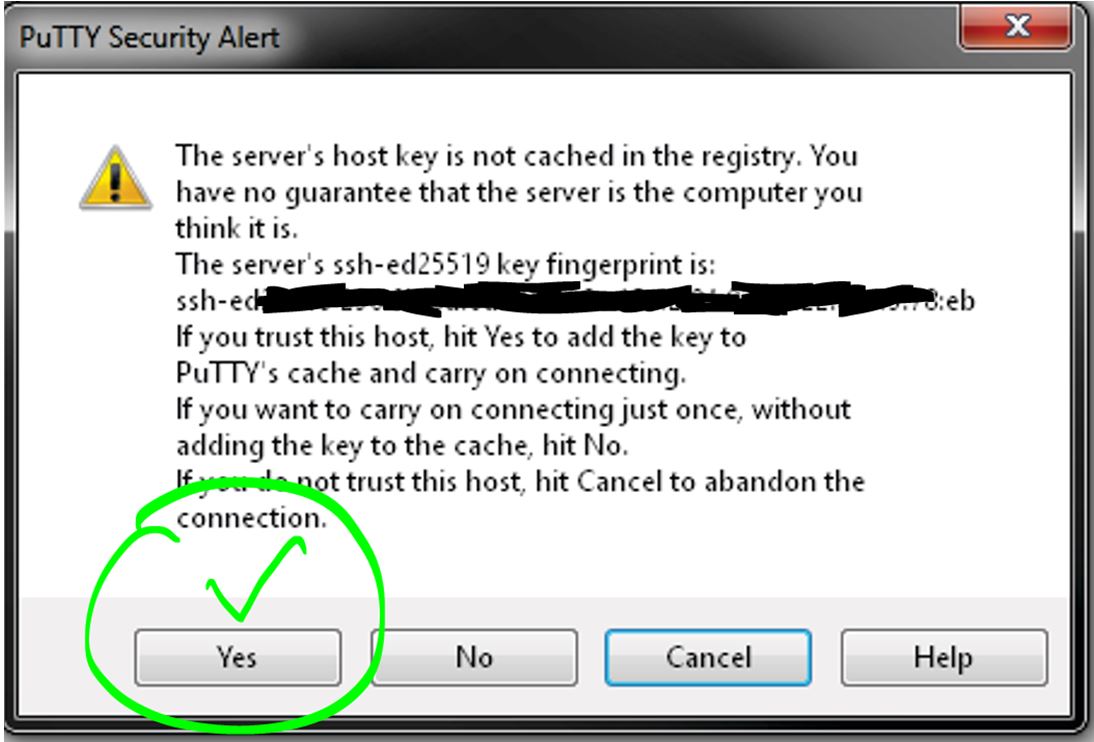 PuTTY Security Alert
The server's host key is not cached in the registry. You
have no guarantee that the server is the computer you
think it is.
The server's ssh-ed25519 key fingerprint is:
ssh-ed :eb
If you trust this host, hit Yes to add the key to
PuTTY's cache and carry on connecting.
If you want to carry on connecting just once, without
adding the key to the cache, hit No.
If you do not trust this host, hit Cancel to abandon the
connection.
Yes No Cancel Help